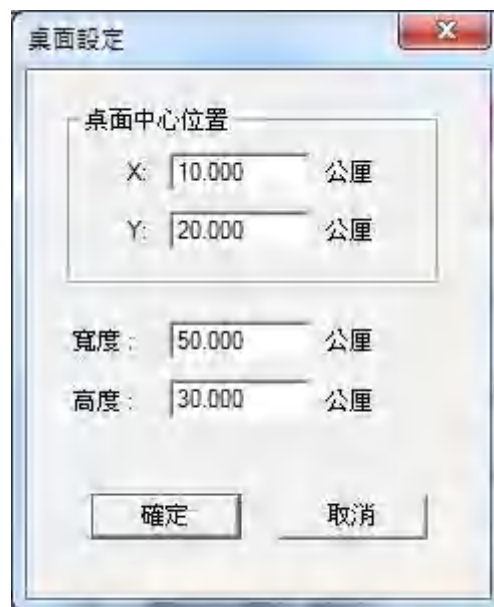 桌面設定
桌面中心位置
X: 10.000 公厘
Y: 20.000 公厘
寬度: 50.000 公厘
高度: 30.000 公厘
確定 取消